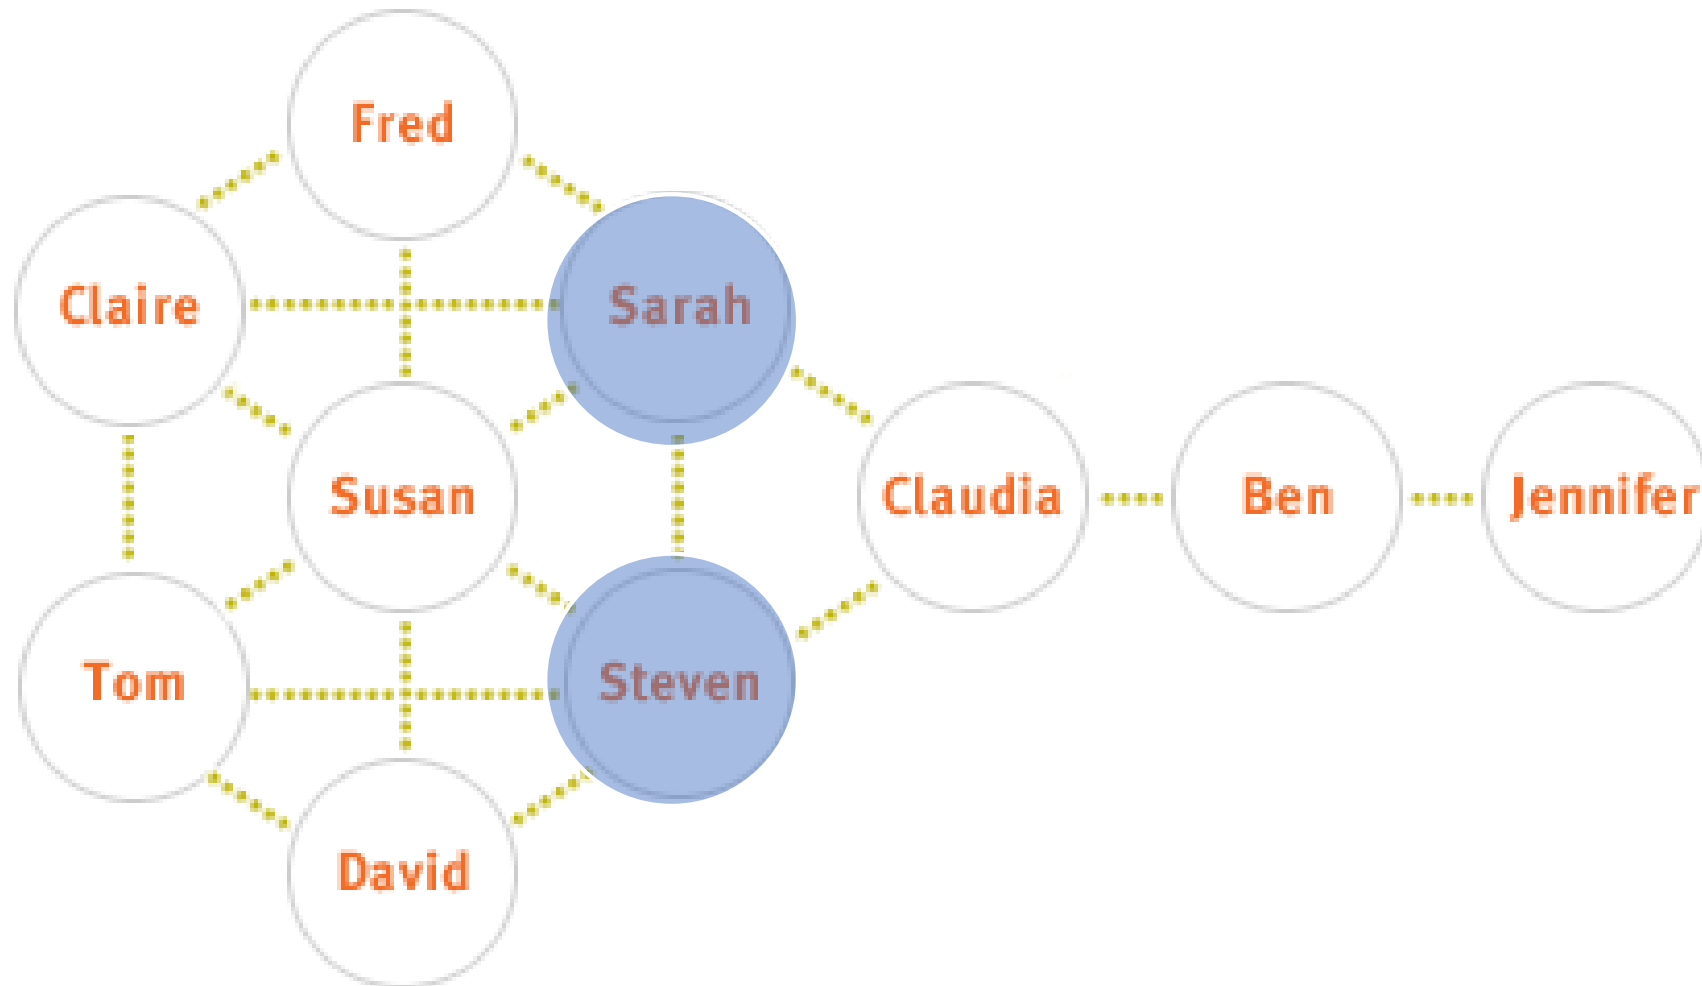 Fred
Claire
Sarah
Susan
Claudia
Ben
Jennifer
Tom
Steven
David